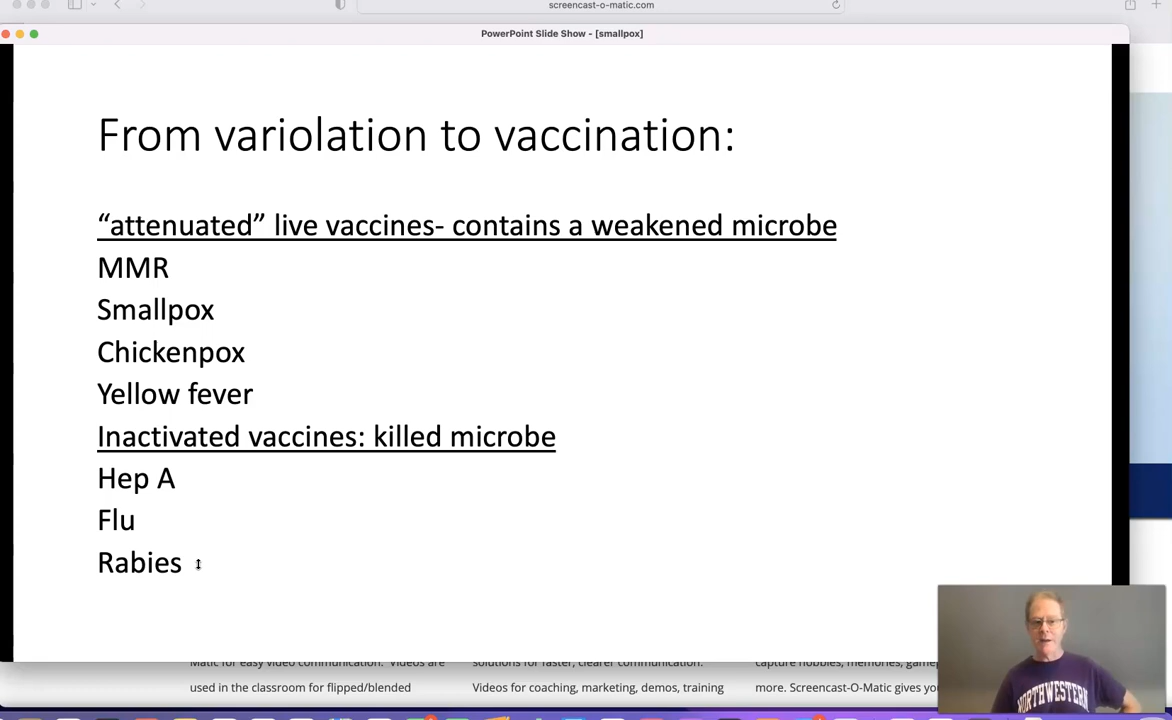 screencast-o-matic.com
PowerPoint Slide Show - [smallpox]
From variolation to vaccination:
“attenuated” live vaccines- contains a weakened microbe
MMR
Smallpox
Chickenpox
Yellow fever
Inactivated vaccines: killed microbe
Hep A
Flu
Rabies
NORTHWESTERN
Matic for easy video communication. Videos are
used in the classroom for flipped/blended
solutions for faster, clearer communication.
Videos for coaching, marketing, demos, training
capture hobbies, memories,
more. Screencast-O-Matic gives